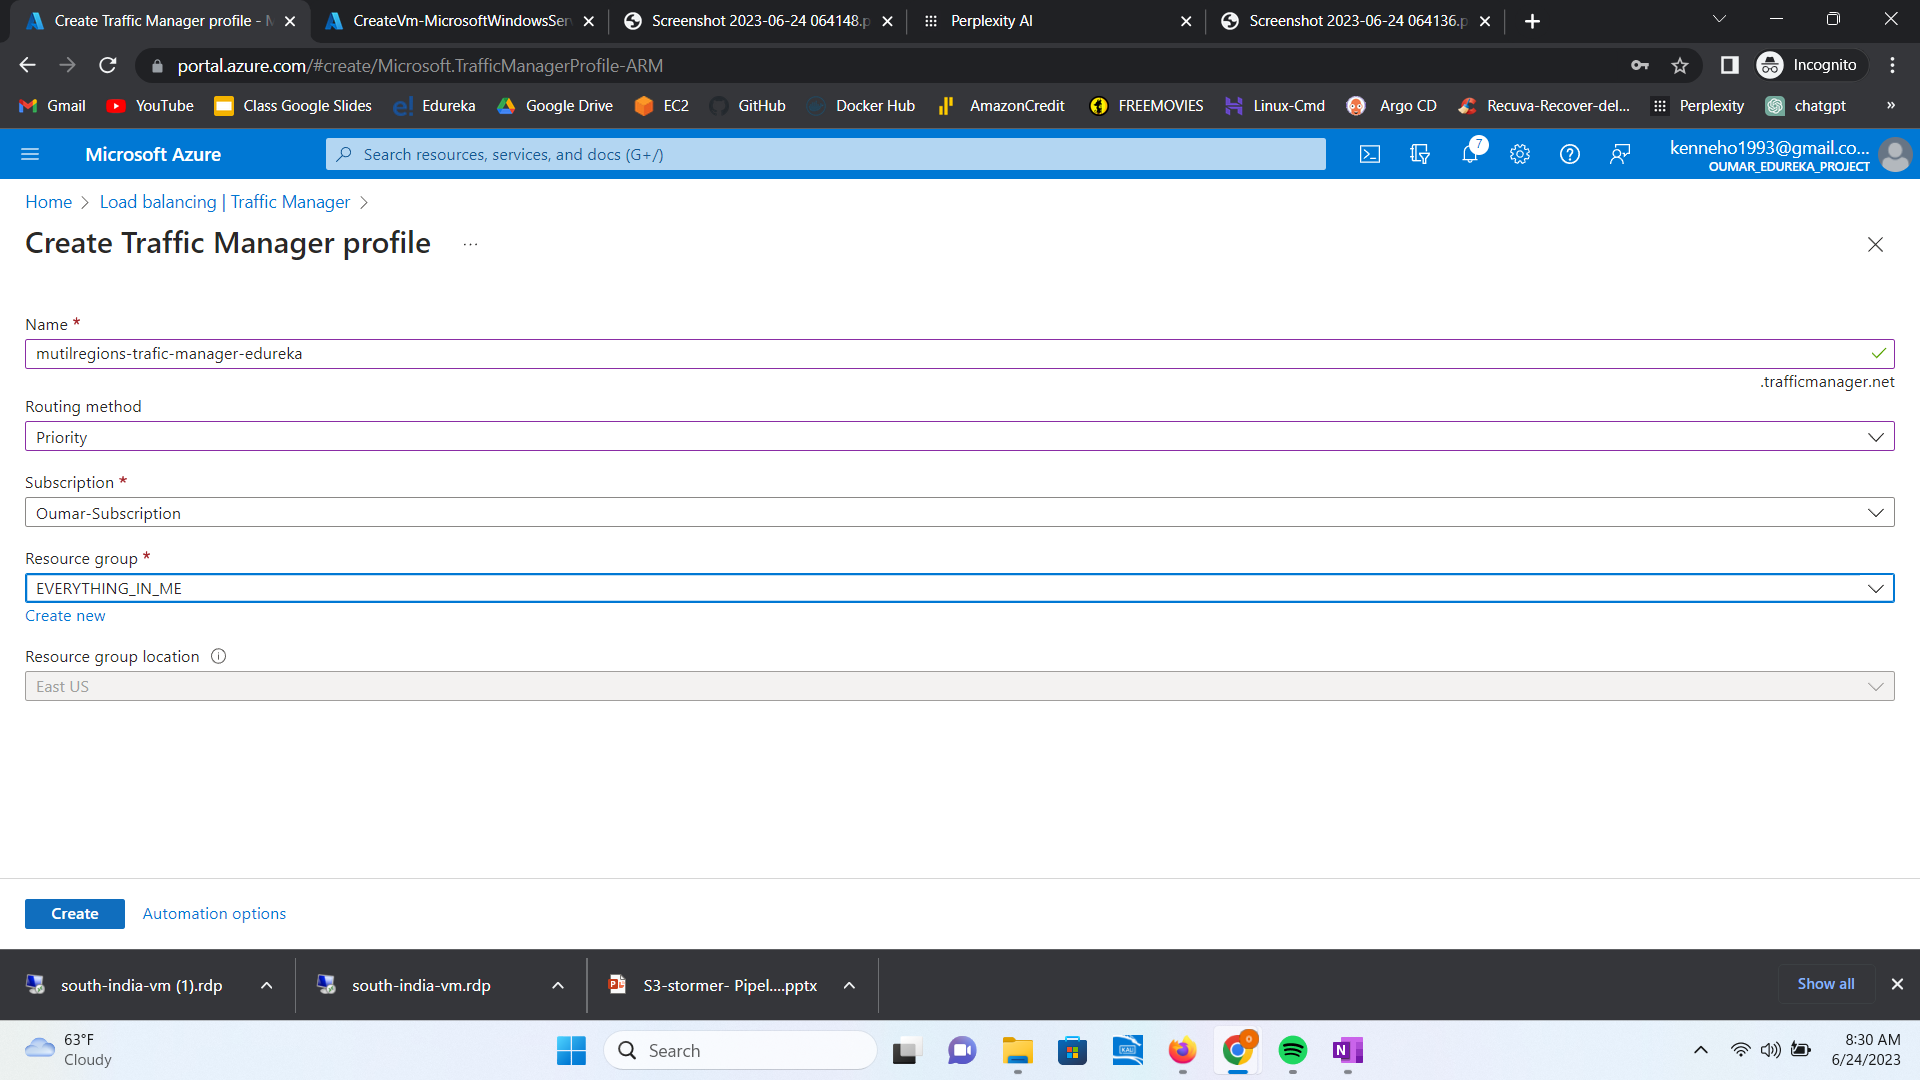 Create Traffic Manager profile - M
CreateVm-MicrosoftWindowsSer
Screenshot 2023-06-24 064148.p
Perplexity AI
Screenshot 2023-06-24 064136.p
portal.azure.com/#create/Microsoft.TrafficManagerProfile-ARM
Incognito
Gmail
YouTube
Class Google Slides
Edureka
Google Drive
EC2
GitHub
Docker Hub
AmazonCredit
FREEMOVIES
Linux-Cmd
Argo CD
Recuva-Recover-del...
Perplexity
chatgpt
»
Microsoft Azure
Search resources, services, and docs (G+/)
7
kenneho1993@gmail.co...
OUMAR_EDUREKA_PROJECT
Home > Load balancing | Traffic Manager >
Create Traffic Manager profile ...
Name *
mutilregions-trafic-manager-edureka
.trafficmanager.net
Routing method
Priority
Subscription *
Oumar-Subscription
Resource group *
EVERYTHING_IN_ME
Create new
Resource group location
East US
Create
Automation options
south-india-vm (1).rdp
south-india-vm.rdp
S3-stormer- Pipel....pptx
Show all
63°F
Cloudy
Search
8:30 AM
6/24/2023